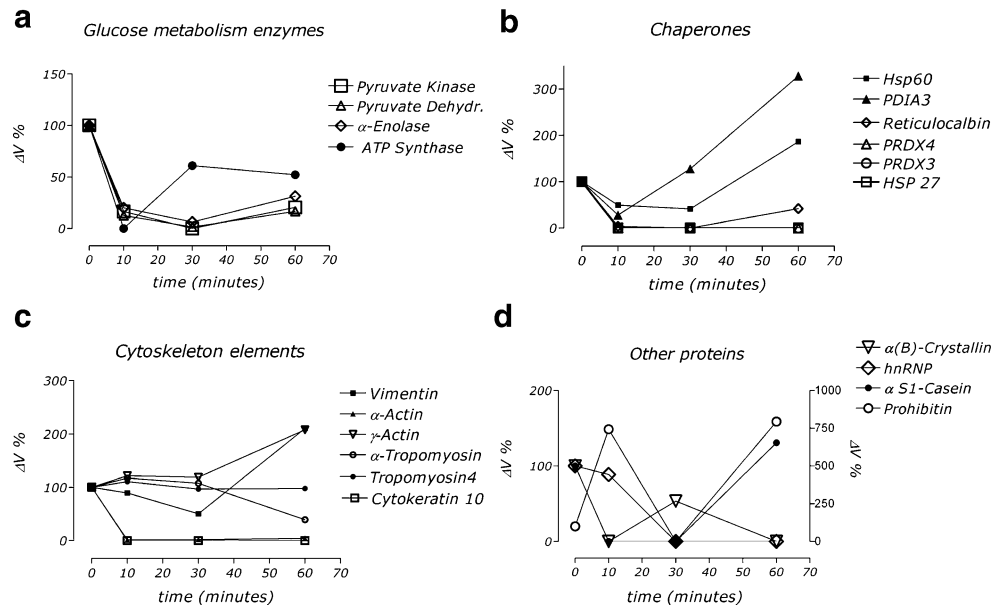 a
Glucose metabolism enzymes
ΔV %
150
100
50
0
0 10 20 30 40 50 60 70
time (minutes)
Pyruvate Kinase
Pyruvate Dehydr.
α-Enolase
ATP Synthase
b
Chaperones
ΔV %
300
200
100
0
0 10 20 30 40 50 60 70
time (minutes)
Hsp60
PDIA3
Reticulocalbin
PRDX4
PRDX3
HSP 27
c
Cytoskeleton elements
ΔV %
300
200
100
0
0 10 20 30 40 50 60 70
time (minutes)
Vimentin
α-Actin
γ-Actin
α-Tropomyosin
Tropomyosin4
Cytokeratin 10
d
Other proteins
ΔV %
200
100
0
1000
750
500
250
0
ΔV %
0 10 20 30 40 50 60 70
time (minutes)
α(B)-Crystallin
hnRNP
α S1-Casein
Prohibitin